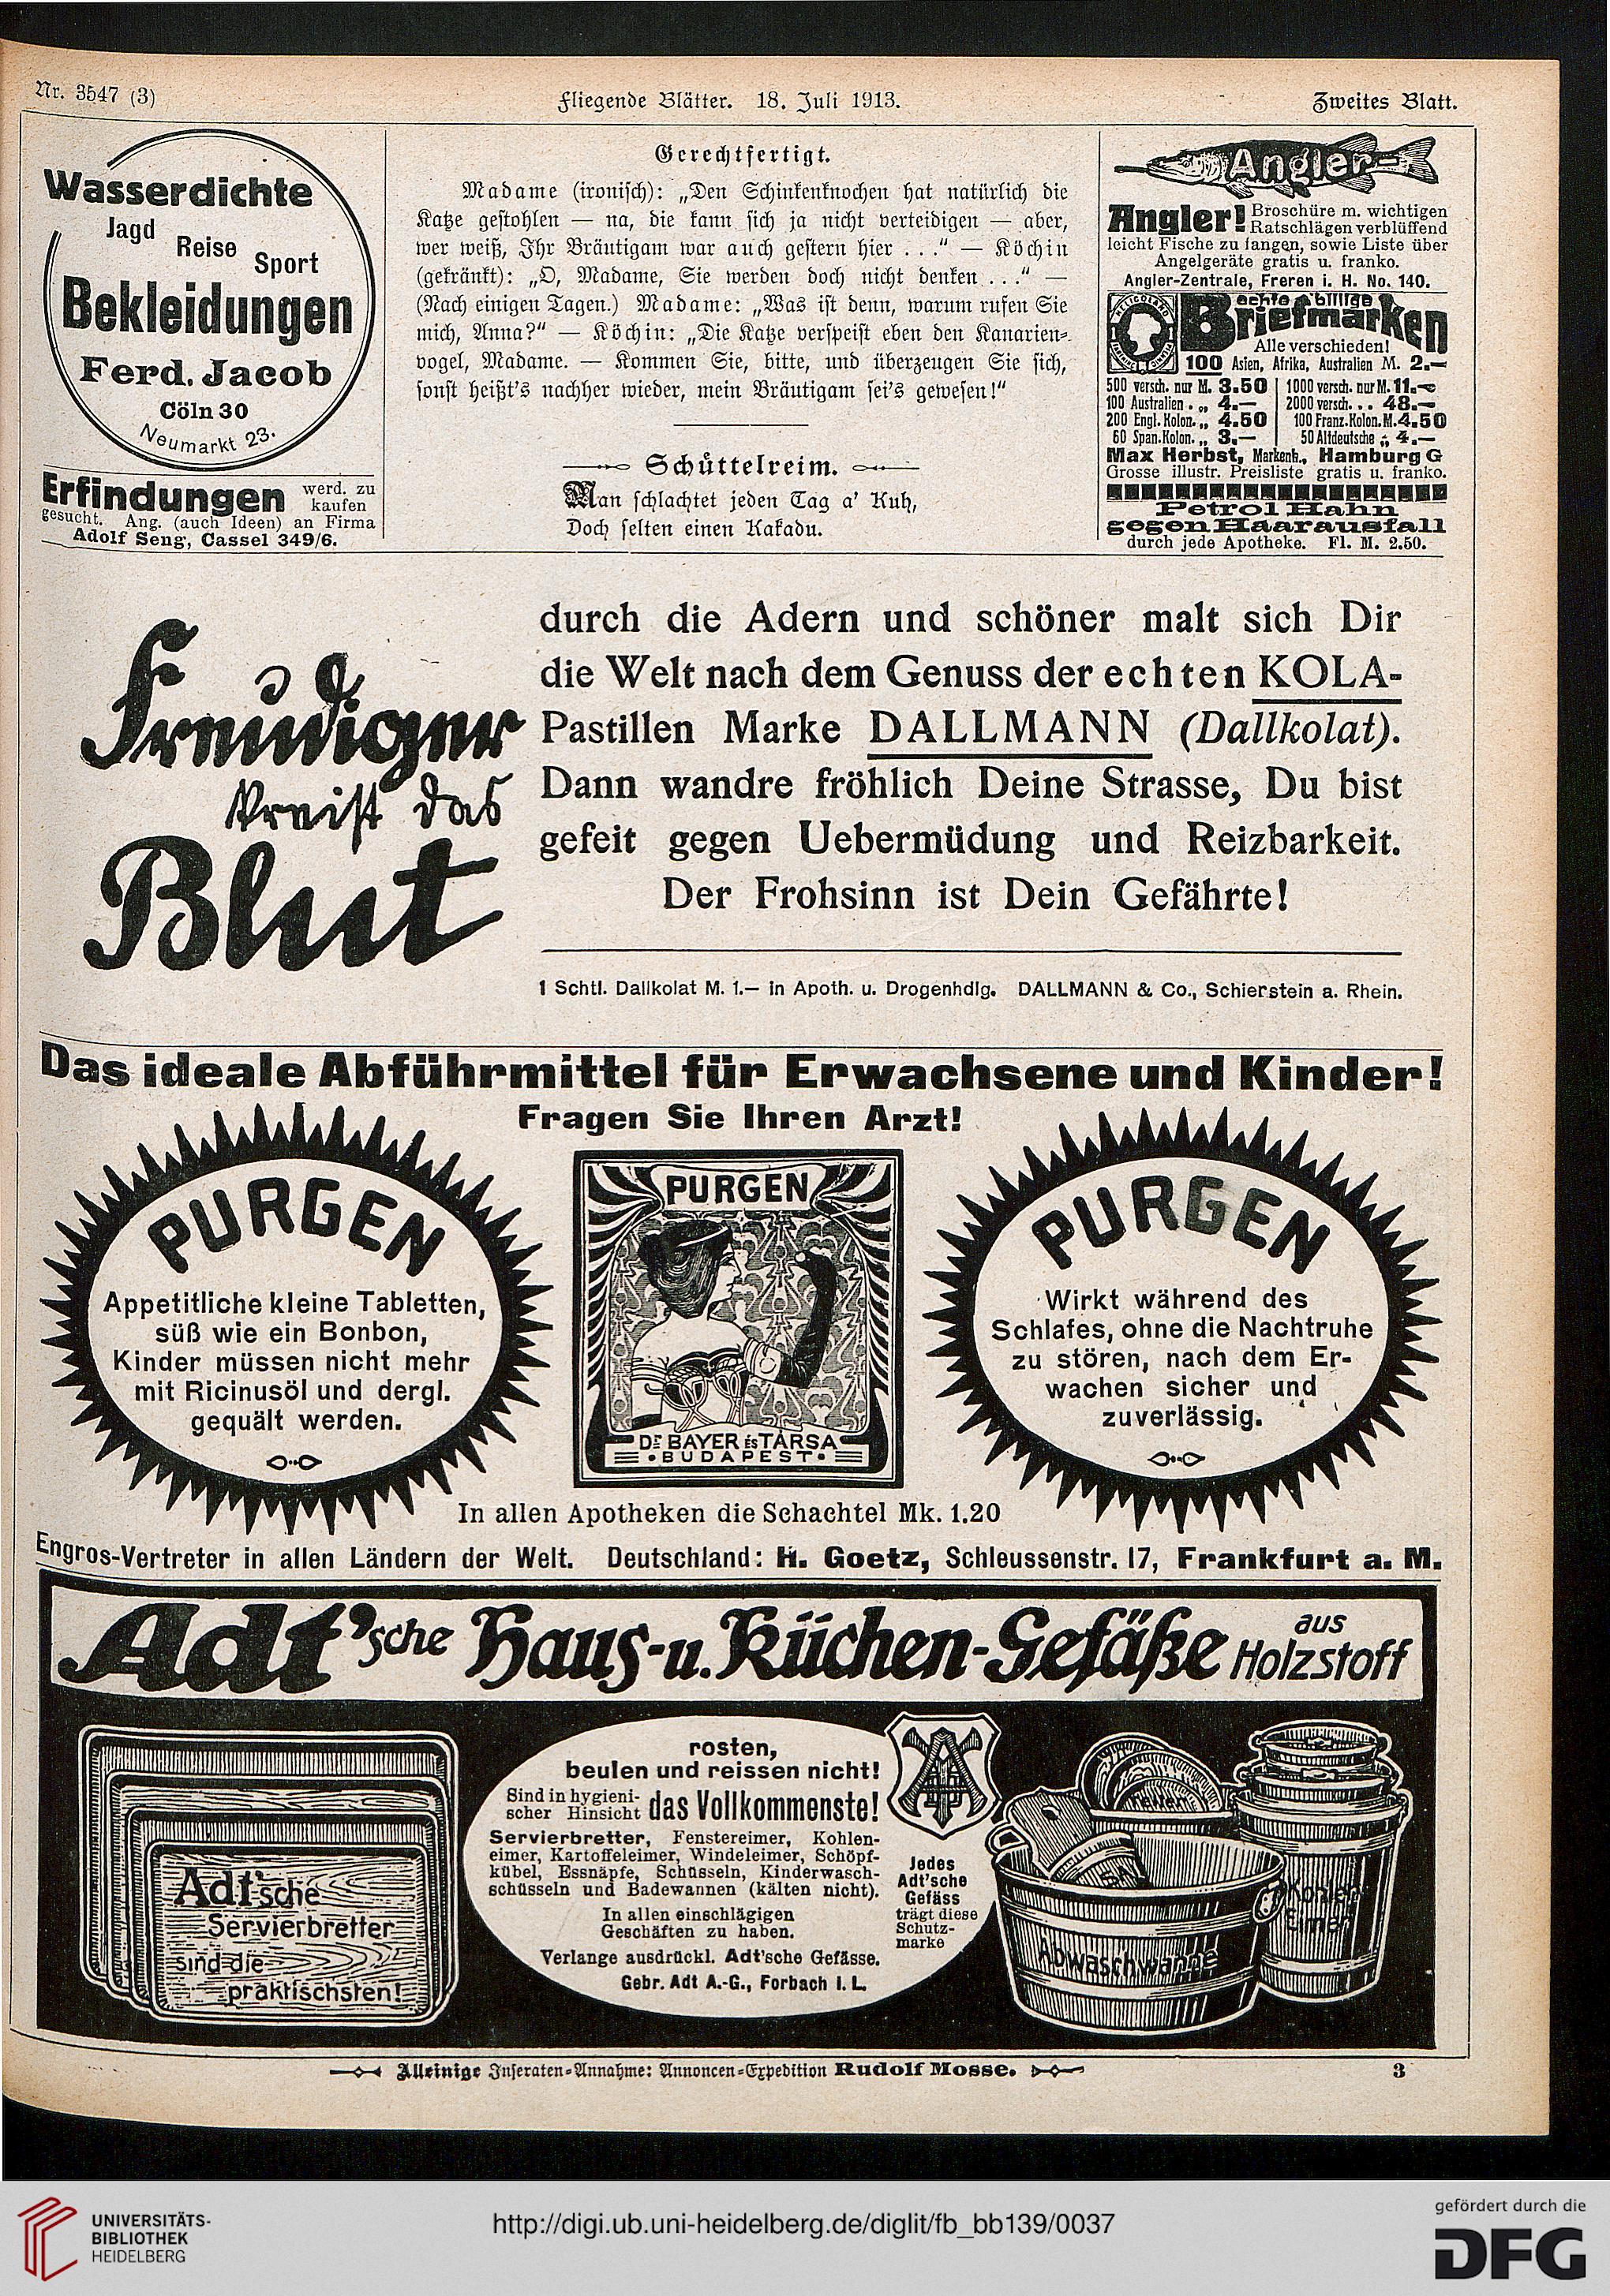 Nr. 3547 (3)
Fliegende Blätter. 18. Juli 1913.
Zweites Blatt.
Wasserdichte
Jagd
Reise
Sport
Bekleidungen
Ferd. Jacob
Cöln 30
Neumarkt 23.
Erfindungen werd. zu
kaufen
gesucht. Ang. (auch Ideen) an Firma
Adolf Seng, Cassel 349/6.
Gerechtfertigt.
Madame (ironisch): „Den Schinkenknochen hat natürlich die
Katze gestohlen — na, die kann sich ja nicht verteidigen — aber,
wer weiß, Ihr Bräutigam war auch gestern hier . . .“ — Köchin
(gekränkt): „O, Madame, Sie werden doch nicht denken . . .“ —
(Nach einigen Tagen.) Madame: „Was ist denn, warum rufen Sie
mich, Anna?“ — Köchin: „Die Katze verspeist eben den Kanarien-
vogel, Madame. — Kommen Sie, bitte, und überzeugen Sie sich,
sonst heißt's nachher wieder, mein Bräutigam sei's gewesen!“
Schüttelreim.
Man schlachtet jeden Tag a' Kuh,
Doch selten einen Kakadu.
Angler-
Angler! Broschüre m. wichtigen
Ratschlägen verblüffend
leicht Fische zu fangen, sowie Liste über
Angelgeräte gratis u. franko.
Angler-Zentrale, Freren i. H. No. 140.
HELIGOLAND
echte billige
Briefmarken
Alle verschieden!
100 Asien, Afrika, Australien M. 2.—
500 versch. nur M. 3.50 | 1000 versch. nur M. 11.—
100 Australien . „ 4.— | 2000 versch. . . 48.—
200 Engl. Kolon. „ 4.50 | 100 Franz. Kolon. M. 4.50
60 Span. Kolon. „ 3.— | 50 Altdeutsche „ 4.—
Max Herbst, Markenh., Hamburg G
Grosse illustr. Preisliste gratis u. franko.
Petrol Hahn
gegen Haarausfall
durch jede Apotheke. Fl. M. 2.50.
Freudiger
kreist das
Blut
durch die Adern und schöner malt sich Dir
die Welt nach dem Genuss der echten KOLA-
Pastillen Marke DALLMANN (Dallkolat).
Dann wandre fröhlich Deine Strasse, Du bist
gefeit gegen Uebermüdung und Reizbarkeit.
Der Frohsinn ist Dein Gefährte!
1 Schtl. Dallkolat M. 1.— in Apoth. u. Drogenhdlg. DALLMANN & Co., Schierstein a. Rhein.
Das ideale Abführmittel für Erwachsene und Kinder!
Fragen Sie Ihren Arzt!
PURGEN
Appetitliche kleine Tabletten,
süß wie ein Bonbon,
Kinder müssen nicht mehr
mit Ricinusöl und dergl.
gequält werden.
PURGEN
Dr BAYER és TÁRSA
• BUDAPEST •
PURGEN
Wirkt während des
Schlafes, ohne die Nachtruhe
zu stören, nach dem Er-
wachen sicher und
zuverlässig.
In allen Apotheken die Schachtel Mk. 1.20
Engros-Vertreter in allen Ländern der Welt. Deutschland: H. Goetz, Schleussenstr. 17, Frankfurt a. M.
Adt'sche Haus-u. Küchen-Gefäße aus
Holzstoff
Adt'sche
Servierbretter
sind die
praktischsten!
rosten,
beulen und reissen nicht!
Sind in hygieni-
scher Hinsicht das Vollkommenste!
Servierbretter, Fenstereimer, Kohlen-
eimer, Kartoffeleimer, Windeleimer, Schöpf-
kübel, Essnäpfe, Schüsseln, Kinderwasch-
schüsseln und Badewannen (kälten nicht).
In allen einschlägigen
Geschäften zu haben.
Verlange ausdrückl. Adt'sche Gefässe.
Gebr. Adt A.-G., Forbach i. L.
Jedes
Adt'sche
Gefäss
trägt diese
Schutz-
marke
Abwaschwanne
Kohlen
Eimer
Alleinige Inseraten-Annahme: Annoncen-Expedition Rudolf Mosse.
3
UNIVERSITÄTS-
BIBLIOTHEK
HEIDELBERG
http://digi.ub.uni-heidelberg.de/diglit/fb_bb139/0037
gefördert durch die
DFG